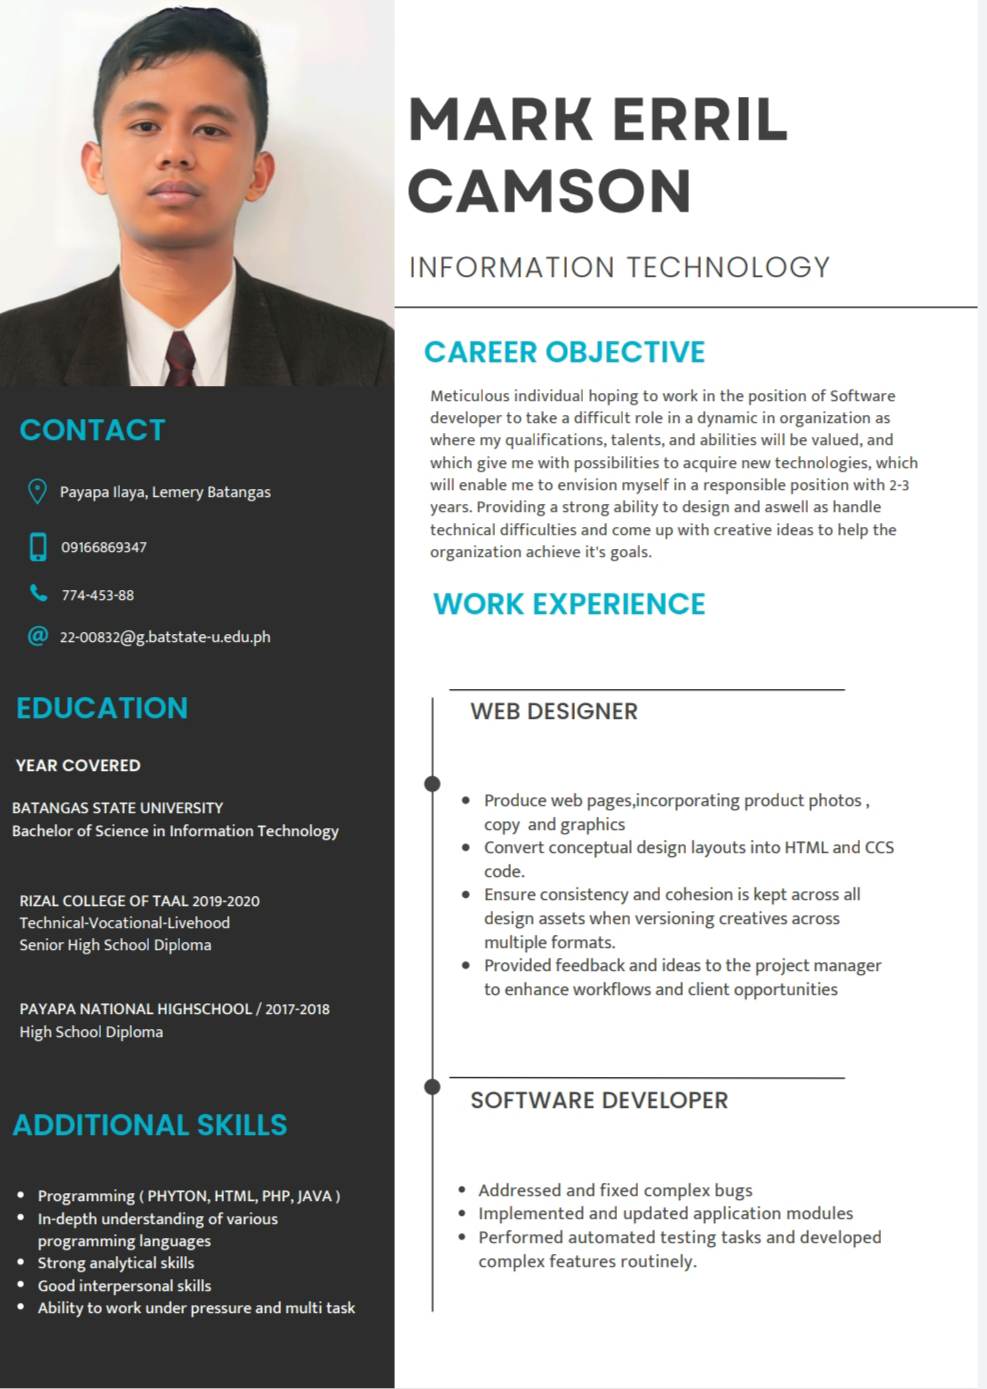 MARK ERRIL
CAMSON
INFORMATION TECHNOLOGY
CONTACT
Payapa Ilaya, Lemery Batangas
09166869347
774-453-88
@ 22-00832@g.batstate-u.edu.ph
EDUCATION
YEAR COVERED
BATANGAS STATE UNIVERSITY
Bachelor of Science in Information Technology
RIZAL COLLEGE OF TAAL 2019-2020
Technical-Vocational-Livehood
Senior High School Diploma
PAYAPA NATIONAL HIGHSCHOOL / 2017-2018
High School Diploma
ADDITIONAL SKILLS
• Programming ( PHYTON, HTML, PHP, JAVA )
• In-depth understanding of various
programming languages
• Strong analytical skills
• Good interpersonal skills
• Ability to work under pressure and multi task
CAREER OBJECTIVE
Meticulous individual hoping to work in the position of Software
developer to take a difficult role in a dynamic in organization as
where my qualifications, talents, and abilities will be valued, and
which give me with possibilities to acquire new technologies, which
will enable me to envision myself in a responsible position with 2-3
years. Providing a strong ability to design and aswell as handle
technical difficulties and come up with creative ideas to help the
organization achieve it's goals.
WORK EXPERIENCE
WEB DESIGNER
• Produce web pages,incorporating product photos ,
copy and graphics
• Convert conceptual design layouts into HTML and CCS
code.
• Ensure consistency and cohesion is kept across all
design assets when versioning creatives across
multiple formats.
• Provided feedback and ideas to the project manager
to enhance workflows and client opportunities
SOFTWARE DEVELOPER
• Addressed and fixed complex bugs
• Implemented and updated application modules
• Performed automated testing tasks and developed
complex features routinely.